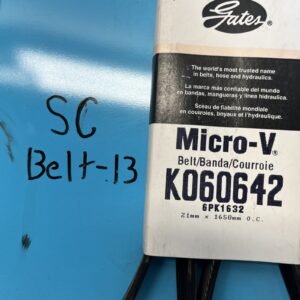 Gates®
The world's most trusted name
in belts, hose and hydraulics.
La marca más confiable del mundo
en bandas, mangueras y línea hidraulica.
Sceau de fiabilité mondiale
en courroies, boyaux et l'hydraulique.
SC
Belt-13
Micro-V®
Belt/Banda/Courroie
K060642
6PK1632
21mm x 1650mm O.C.